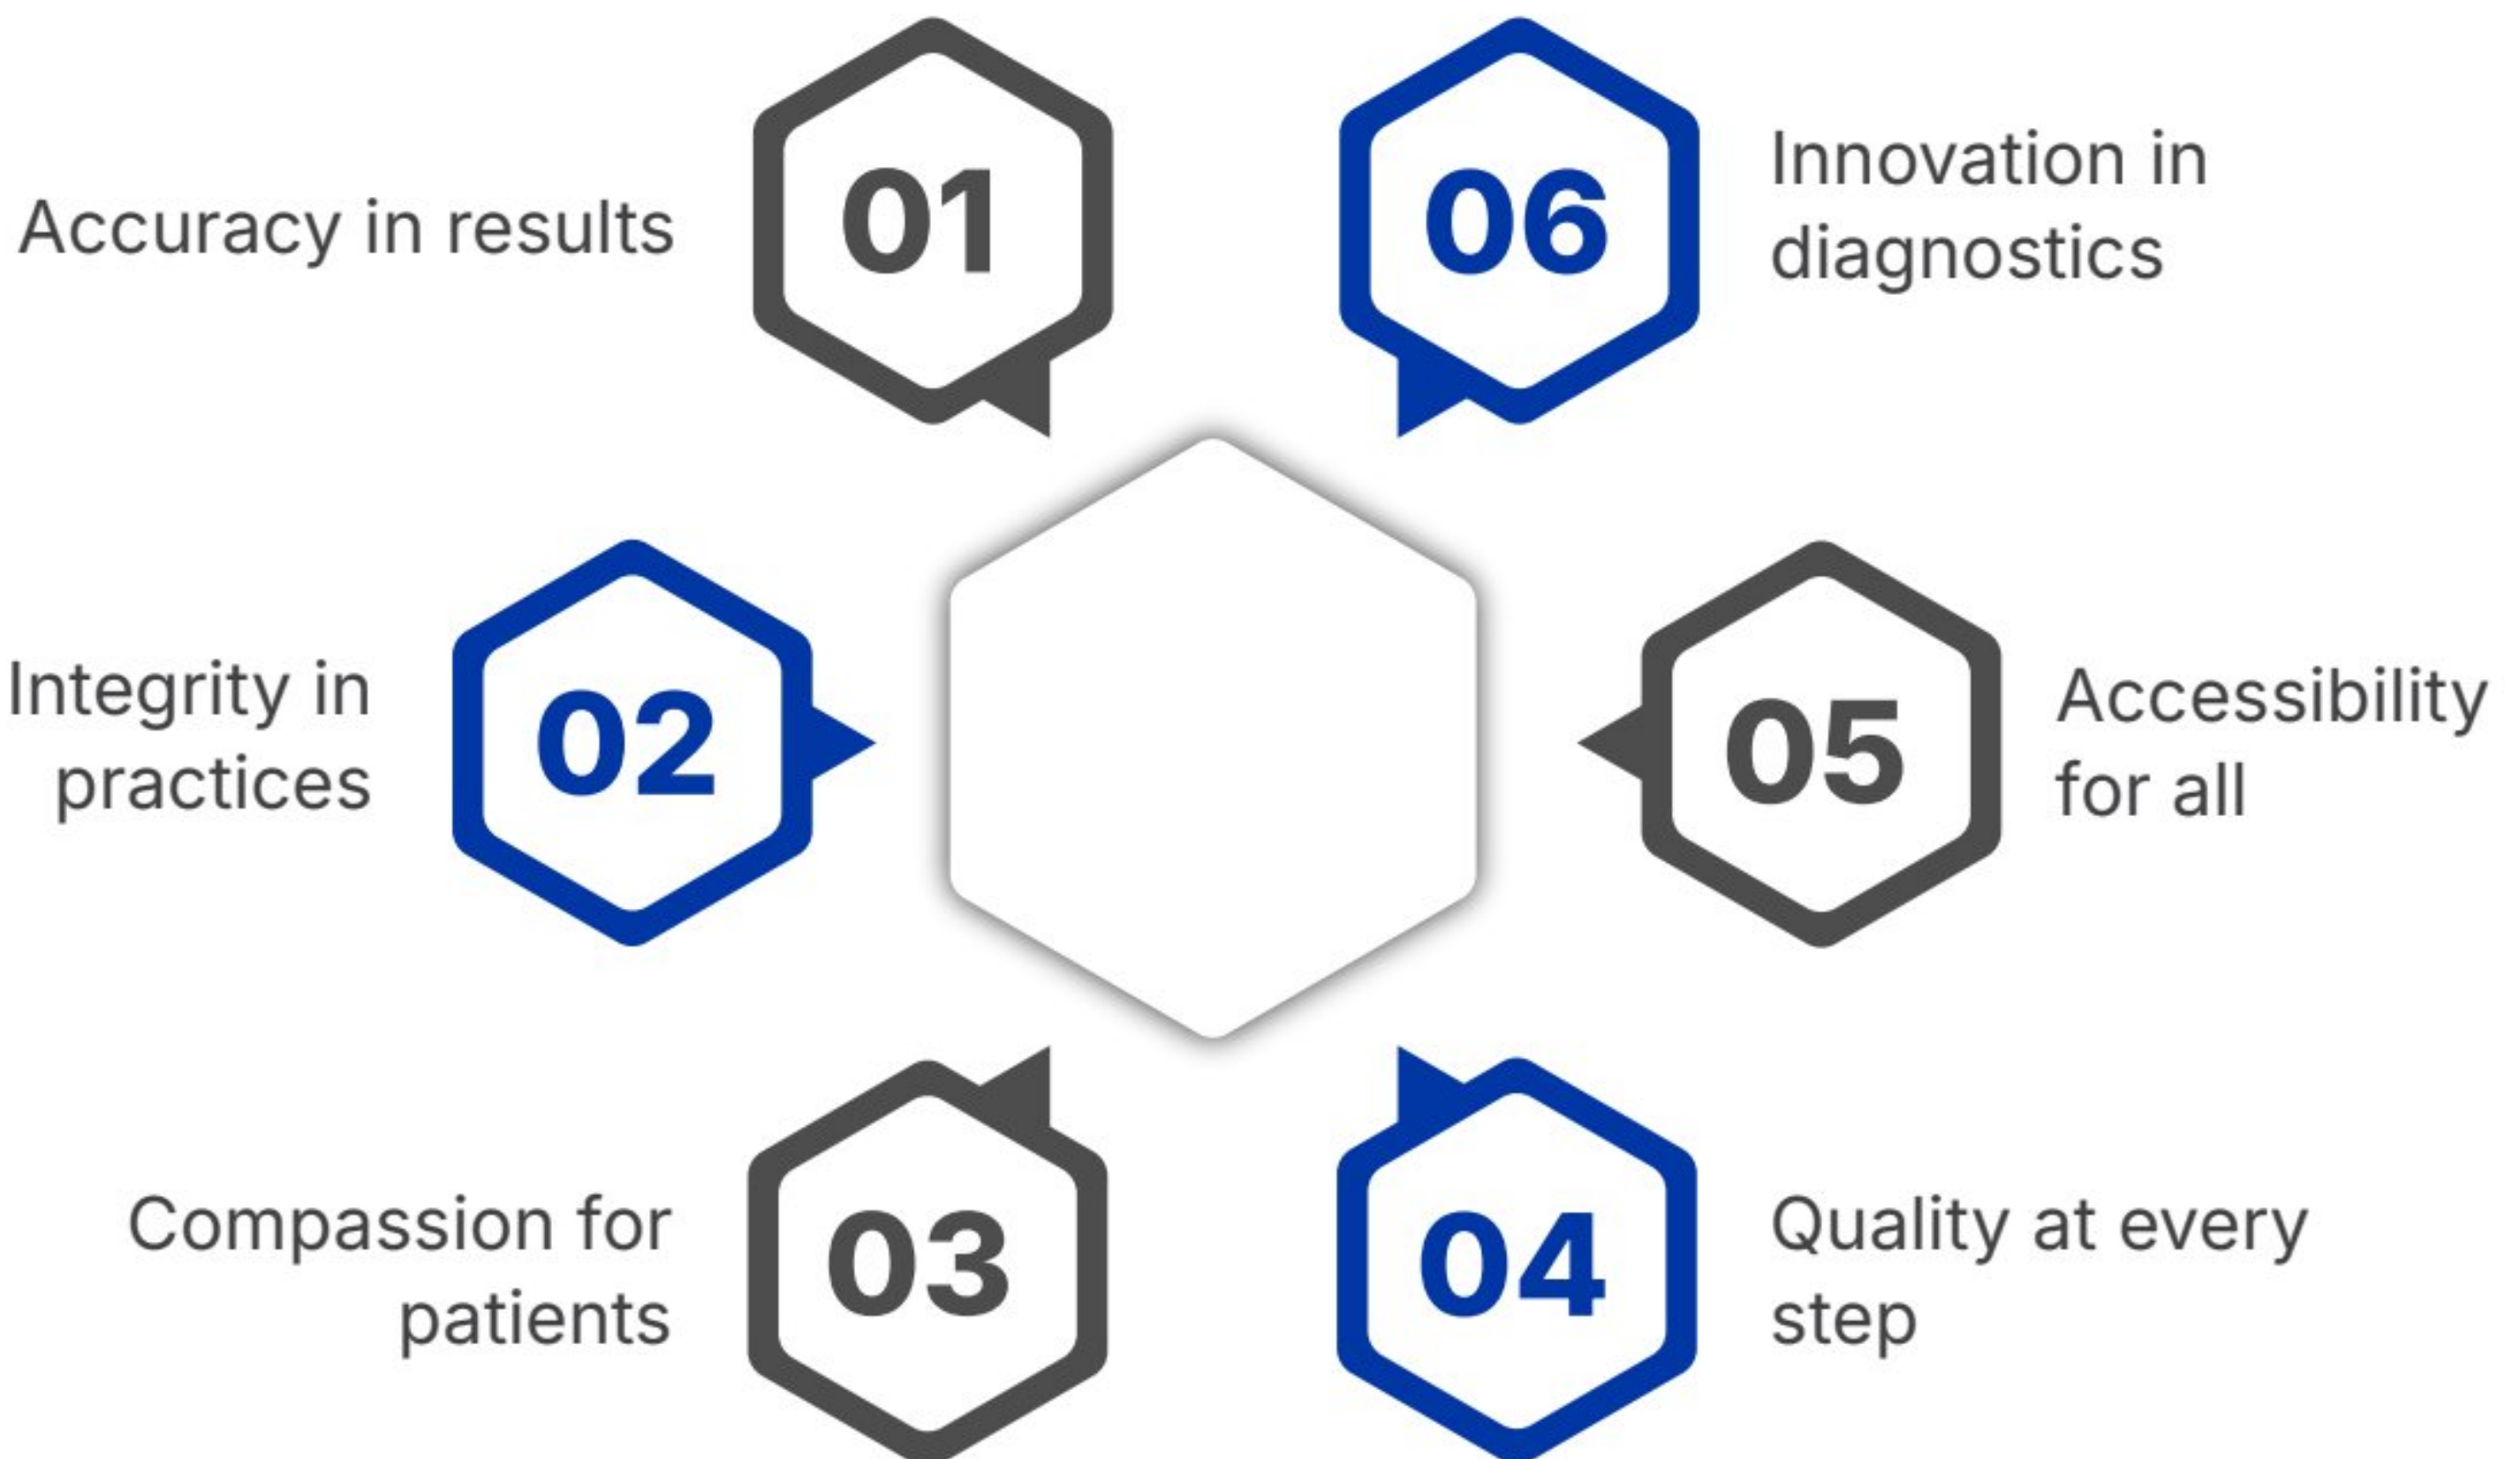 01
Accuracy in results
02
Integrity in
practices
03
Compassion for
patients
04
Quality at every
step
05
Accessibility
for all
06
Innovation in
diagnostics